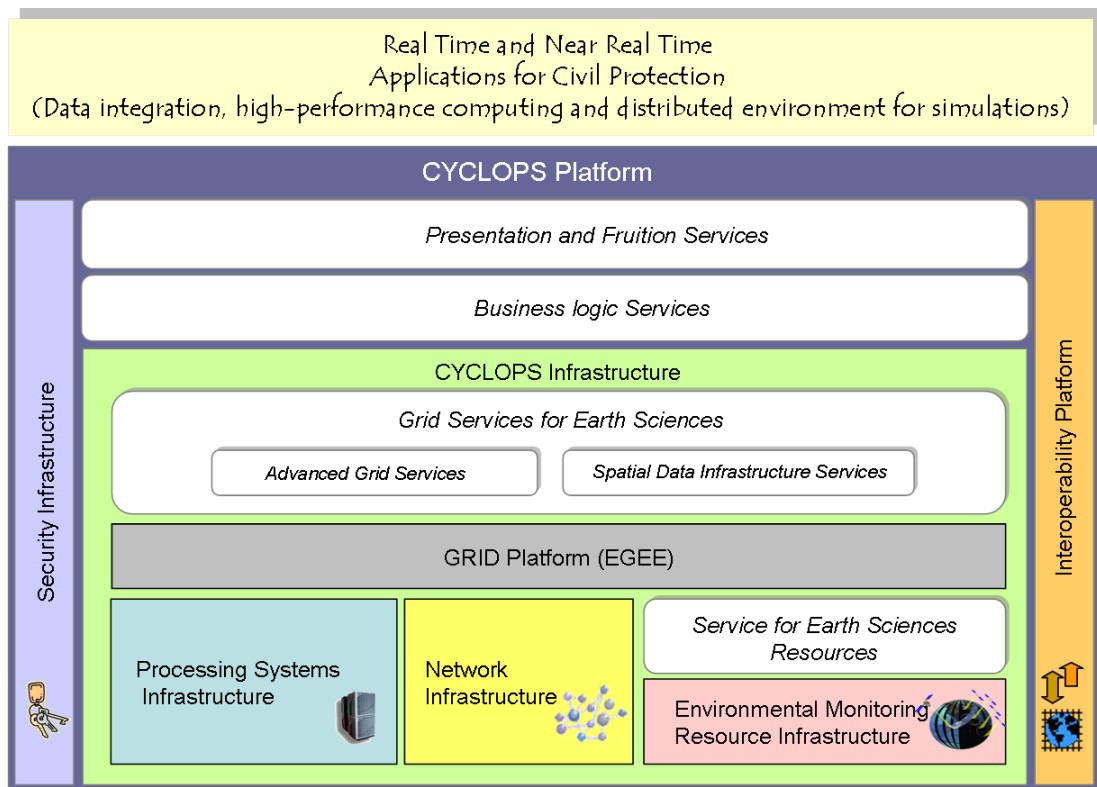 Real Time and Near Real Time
Applications for Civil Protection
(Data integration, high-performance computing and distributed environment for simulations)
CYCLOPS Platform
Security Infrastructure
Presentation and Fruition Services
Business logic Services
CYCLOPS Infrastructure
Grid Services for Earth Sciences
Advanced Grid Services
Spatial Data Infrastructure Services
GRID Platform (EGEE)
Processing Systems
Infrastructure
Network
Infrastructure
Service for Earth Sciences
Resources
Environmental Monitoring
Resource Infrastructure
Interoperability Platform